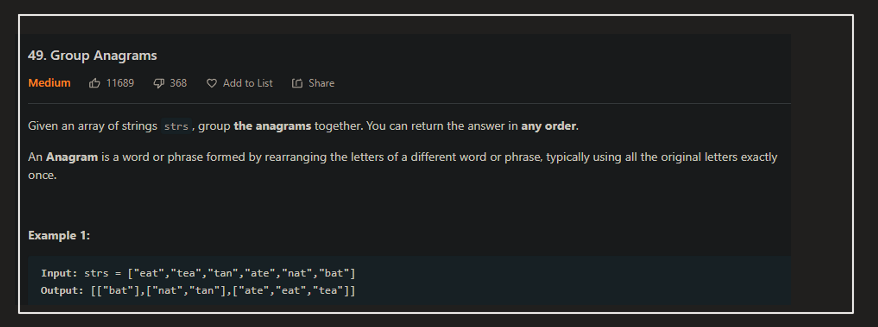 49. Group Anagrams
Medium 11689 368 Add to List Share
Given an array of strings strs, group the anagrams together. You can return the answer in any order.
An Anagram is a word or phrase formed by rearranging the letters of a different word or phrase, typically using all the original letters exactly
once.
Example 1:
Input: strs = ["eat","tea","tan","ate","nat","bat"]
Output: [["bat"],["nat","tan"],["ate","eat","tea"]]